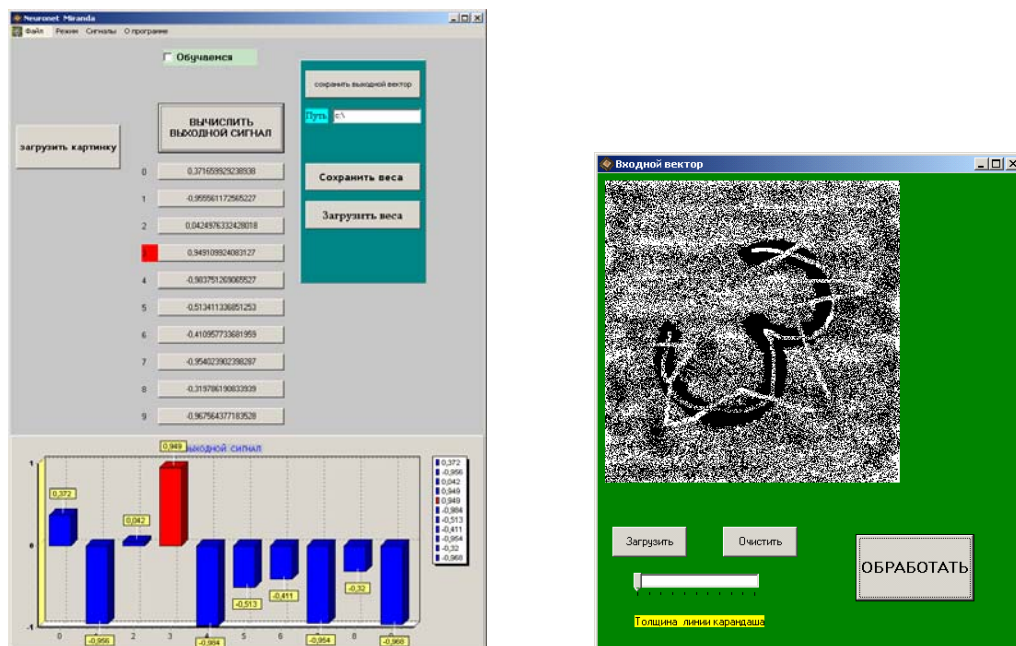 Neuronet Miranda
Файл Режим Сигналы О программе
Обучаемся
сохранить выходной вектор
Путь c:\
ВЫЧИСЛИТЬ
ВЫХОДНОЙ СИГНАЛ
загрузить картинку
Сохранить веса
Загрузить веса
0 0,371659929238938
1 -0,955561172565227
2 0,0424976332428018
3 0,949109924083127
4 -0,983751269065527
5 -0,513411336851253
6 -0,410957733681959
7 -0,954023902398287
8 -0,319786190833939
9 -0,967564377183528
ВЫХОДНОЙ СИГНАЛ
1
0
-1
0,372
-0,956
0,042
0,949
-0,984
-0,513
-0,411
-0,954
-0,32
-0,968
0 2 3 5 6 8
0,372
-0,956
0,042
0,949
0,949
-0,984
-0,513
-0,411
-0,954
-0,32
-0,968
Входной вектор
Загрузить Очистить
ОБРАБОТАТЬ
Толщина линии карандаша